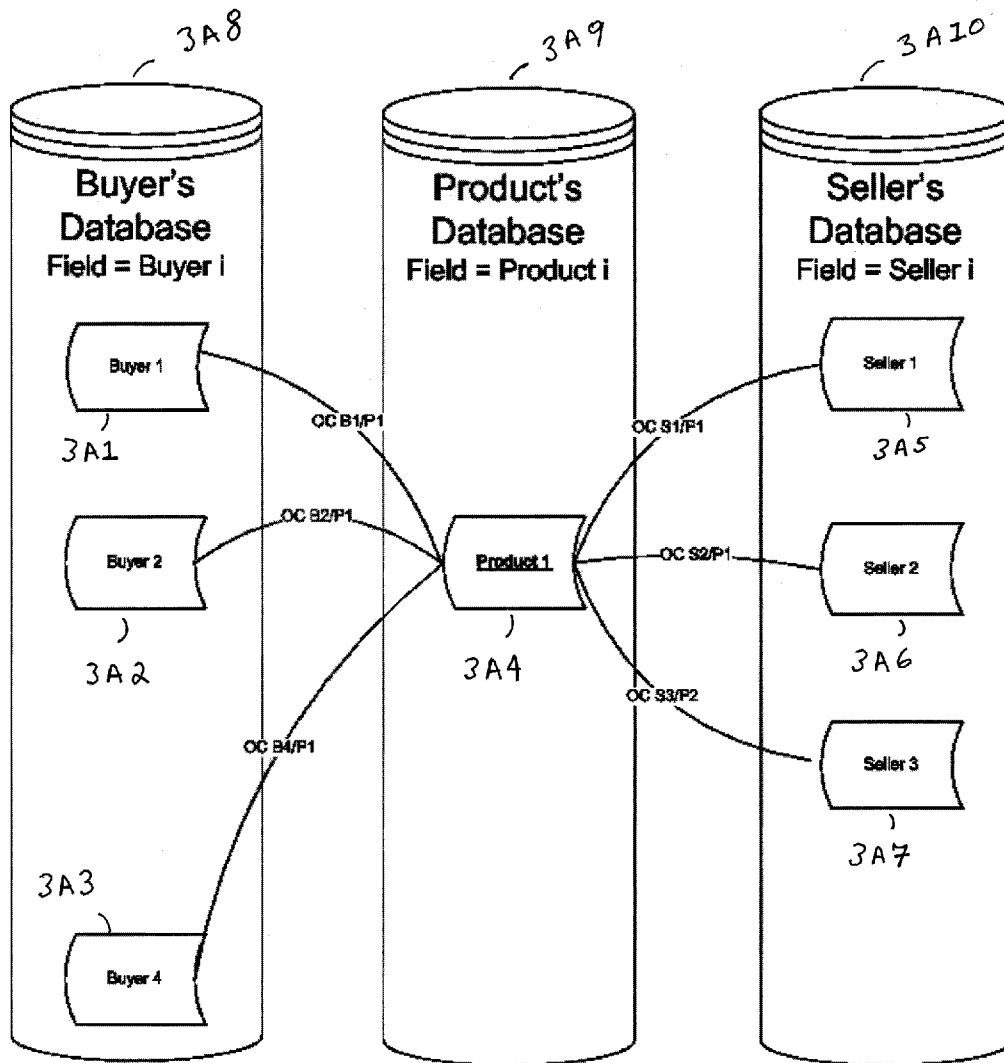 3A8
3A9
3A10
Buyer's
Database
Field = Buyer i
Product's
Database
Field = Product i
Seller's
Database
Field = Seller i
Buyer 1
Seller 1
OC B1/P1
OC S1/P1
3A1
3A5
OC B2/P1
Buyer 2
Product 1
OC S2/P1
Seller 2
3A2
3A4
3A6
OC S3/P2
OC B4/P1
Seller 3
3A7
3A3
Buyer 4